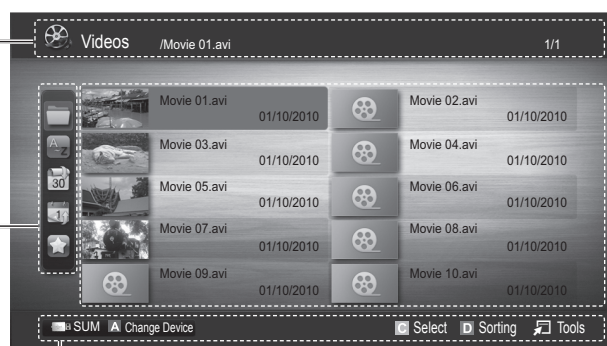 Videos /Movie 01.avi 1/1
Movie 01.avi
01/10/2010
Movie 02.avi
01/10/2010
Movie 03.avi
01/10/2010
Movie 04.avi
01/10/2010
Movie 05.avi
01/10/2010
Movie 06.avi
01/10/2010
Movie 07.avi
01/10/2010
Movie 08.avi
01/10/2010
Movie 09.avi
01/10/2010
Movie 10.avi
01/10/2010
A Z
30
1
SUM A Change Device C Select D Sorting Tools